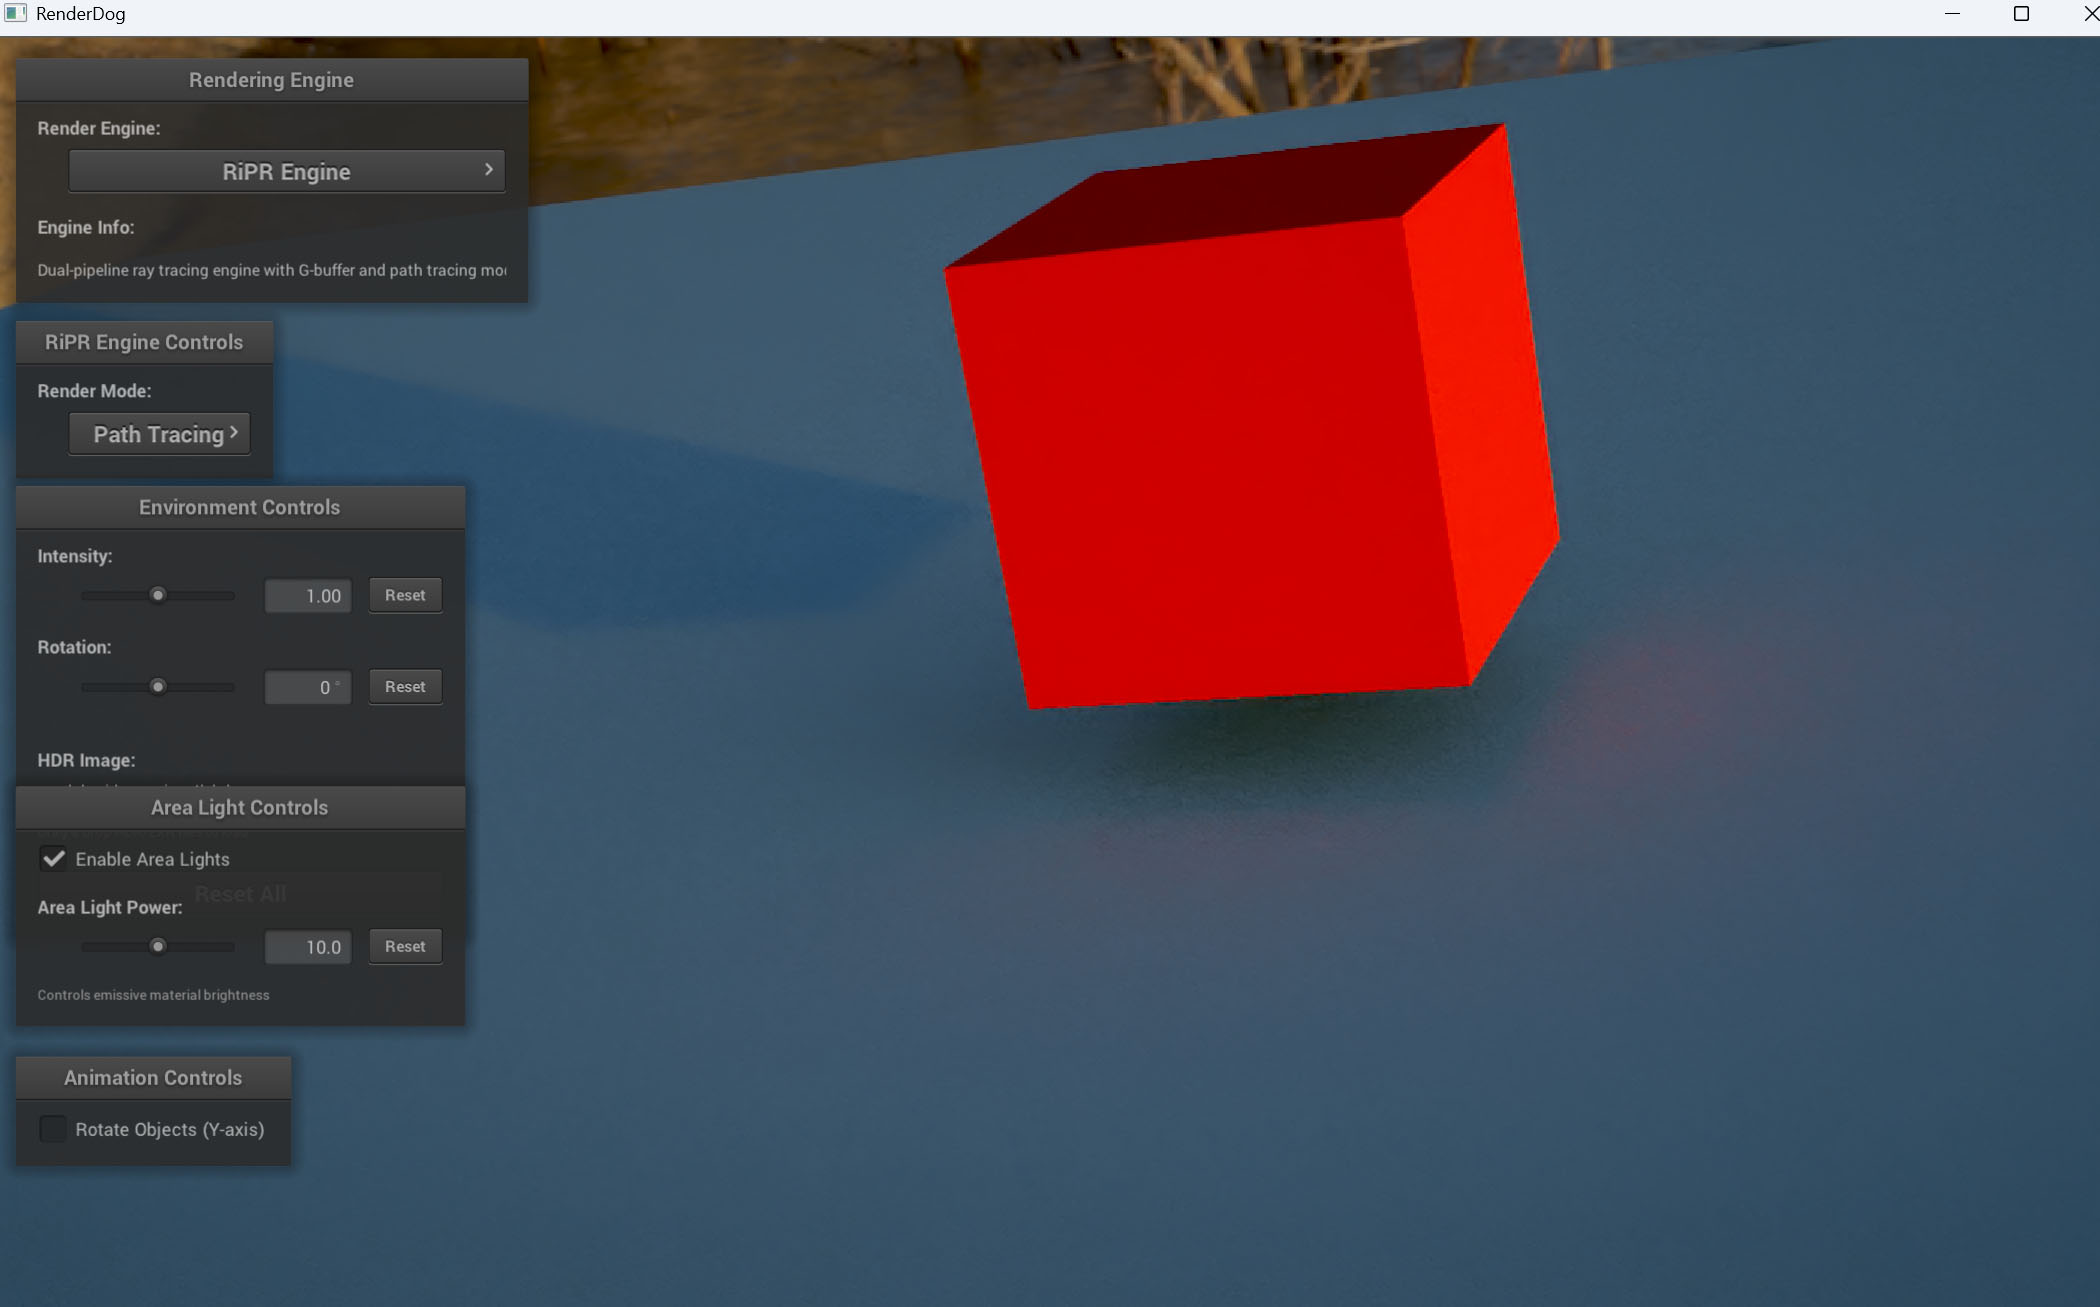 RenderDog
Rendering Engine
Render Engine:
RiPR Engine
Engine Info:
Dual-pipeline ray tracing engine with G-buffer and path tracing
RiPR Engine Controls
Render Mode:
Path Tracing
Environment Controls
Intensity:
1.00 Reset
Rotation:
0 ° Reset
HDR Image:
Area Light Controls
Enable Area Lights
Reset All
Area Light Power:
10.0 Reset
Controls emissive material brightness
Animation Controls
Rotate Objects (Y-axis)